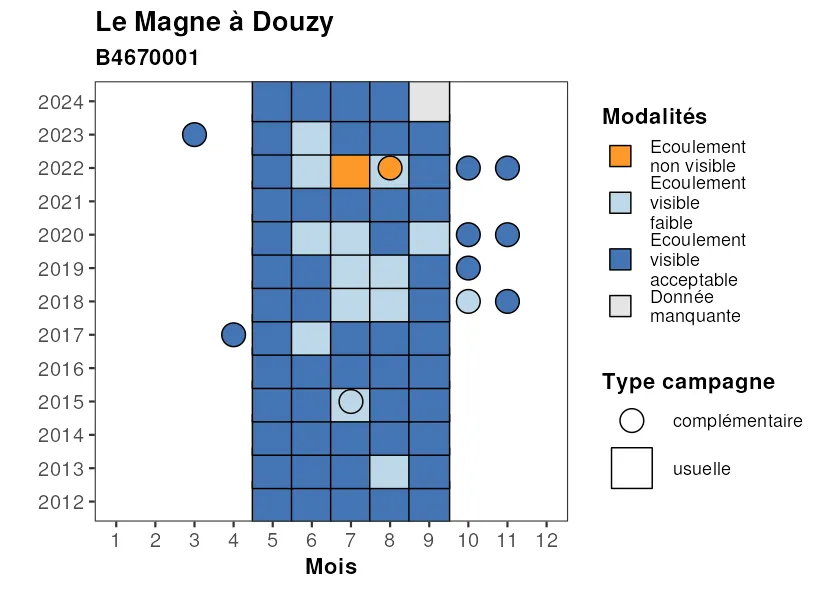 Le Magne à Douzy
B4670001
2024
2023
2022
2021
2020
2019
2018
2017
2016
2015
2014
2013
2012
1 2 3 4 5 6 7 8 9 10 11 12
Mois
Modalités
Ecoulement
non visible
Ecoulement
visible
faible
Ecoulement
visible
acceptable
Donnée
manquante
Type campagne
complémentaire
usuelle